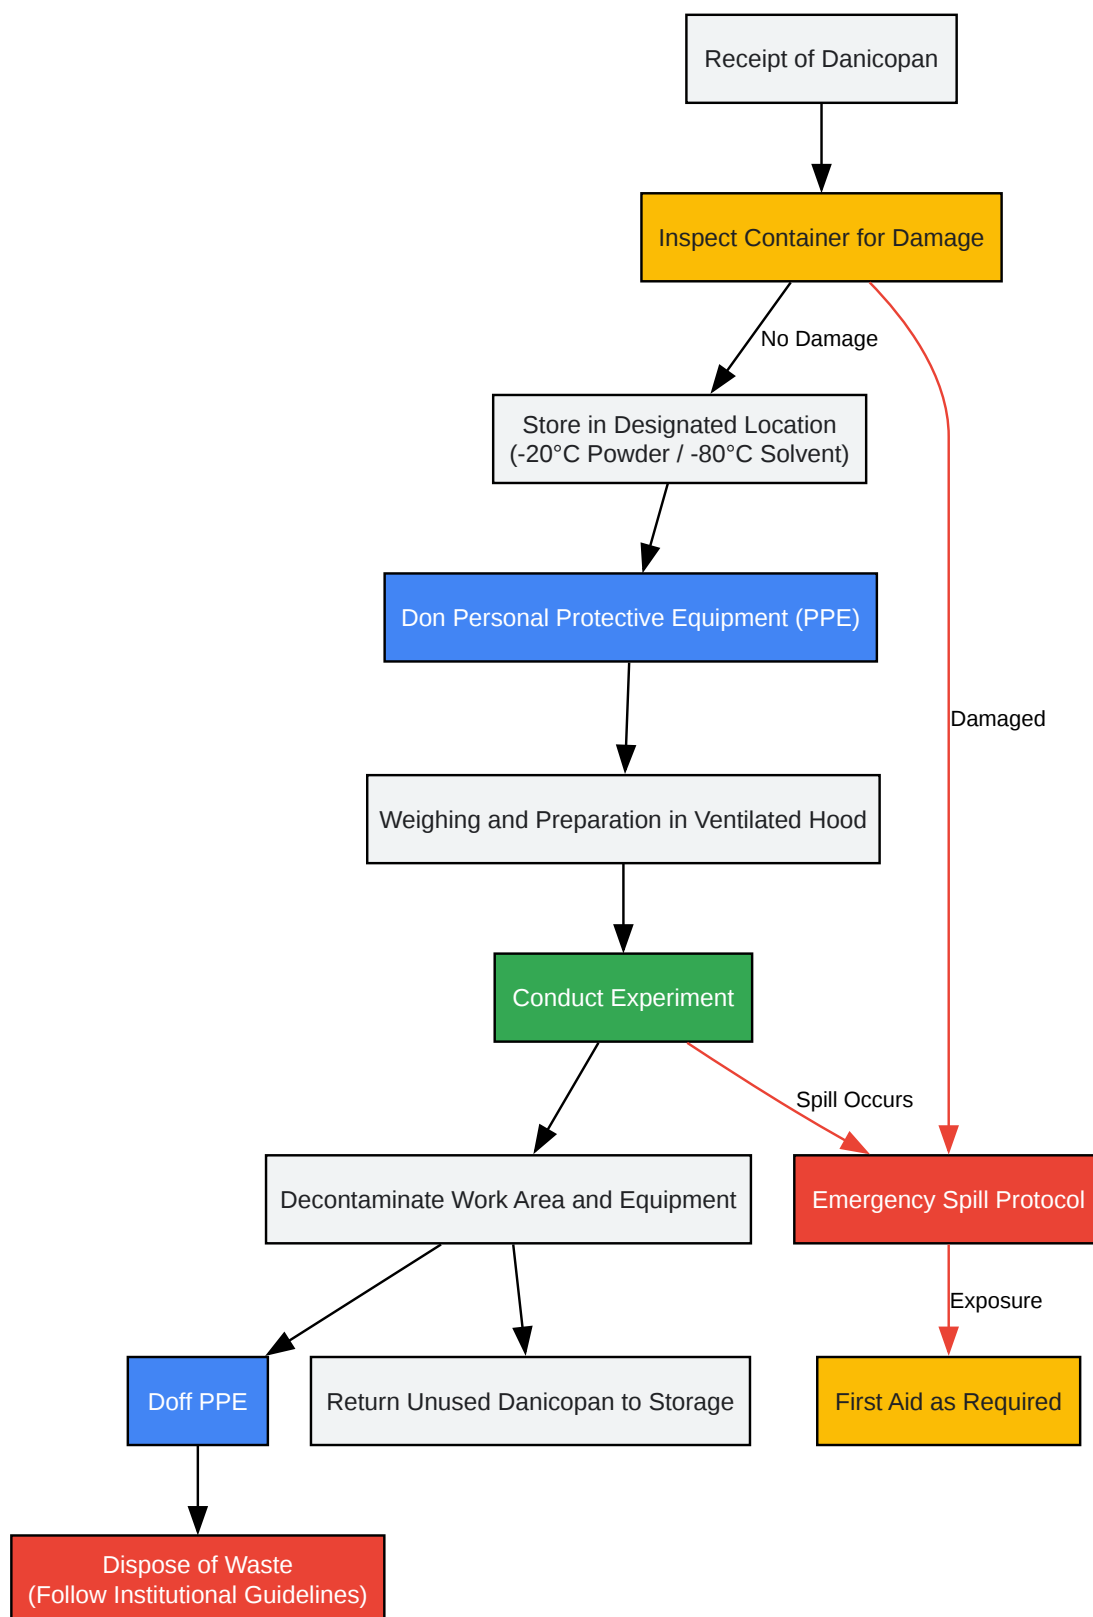 Receipt of Danicopan
Inspect Container for Damage
No Damage
Store in Designated Location
(-20°C Powder / -80°C Solvent)
Don Personal Protective Equipment (PPE)
Damaged
Weighing and Preparation in Ventilated Hood
Conduct Experiment
Spill Occurs
Decontaminate Work Area and Equipment
Emergency Spill Protocol
Exposure
Doff PPE
Return Unused Danicopan to Storage
First Aid as Required
Dispose of Waste
(Follow Institutional Guidelines)